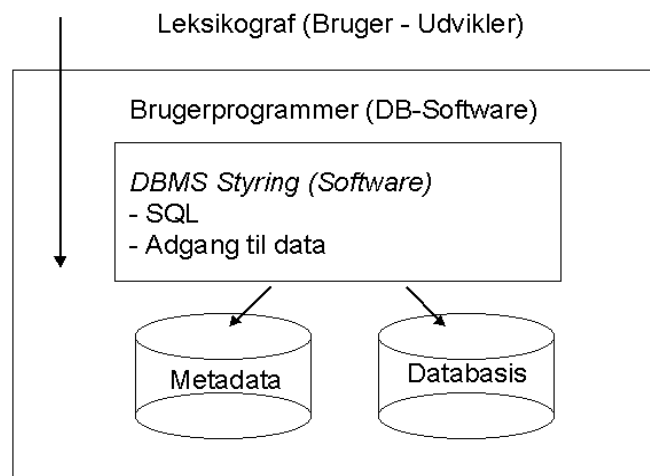 Leksikograf (Bruger - Udvikler)
Brugerprogrammer (DB-Software)
DBMS Styring (Software)
- SQL
- Adgang til data
Metadata
Databasis